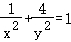 1/x² + 4/y² = 1